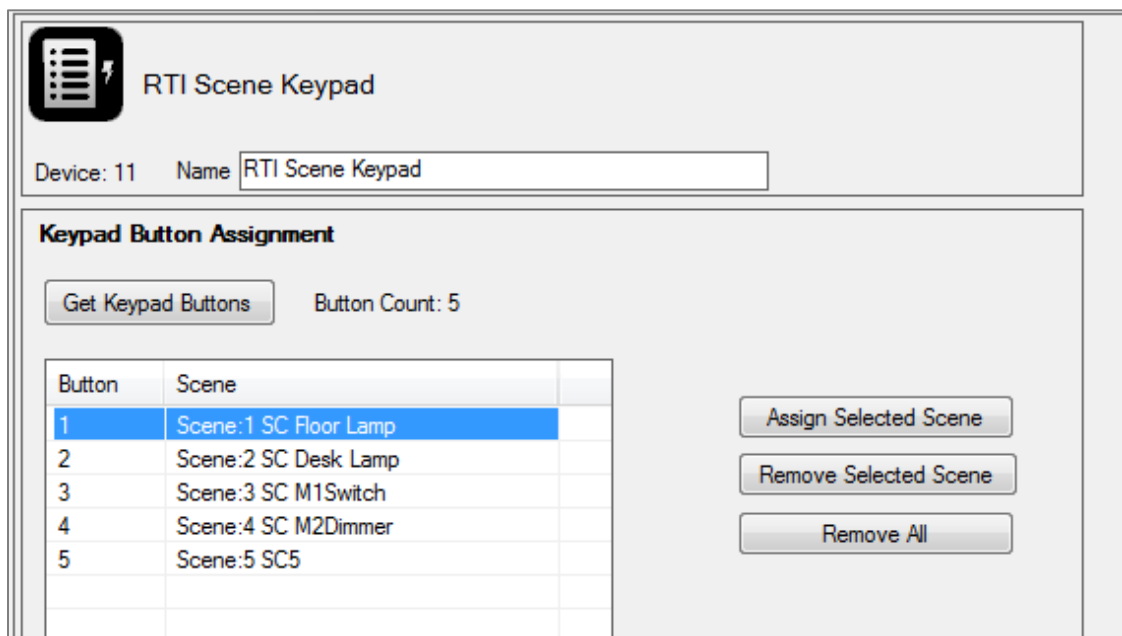 RTI Scene Keypad
Device: 11 Name RTI Scene Keypad
Keypad Button Assignment
Get Keypad Buttons Button Count: 5
Button Scene
1 Scene:1 SC Floor Lamp
2 Scene:2 SC Desk Lamp
3 Scene:3 SC M1Switch
4 Scene:4 SC M2Dimmer
5 Scene:5 SC5
Assign Selected Scene
Remove Selected Scene
Remove All